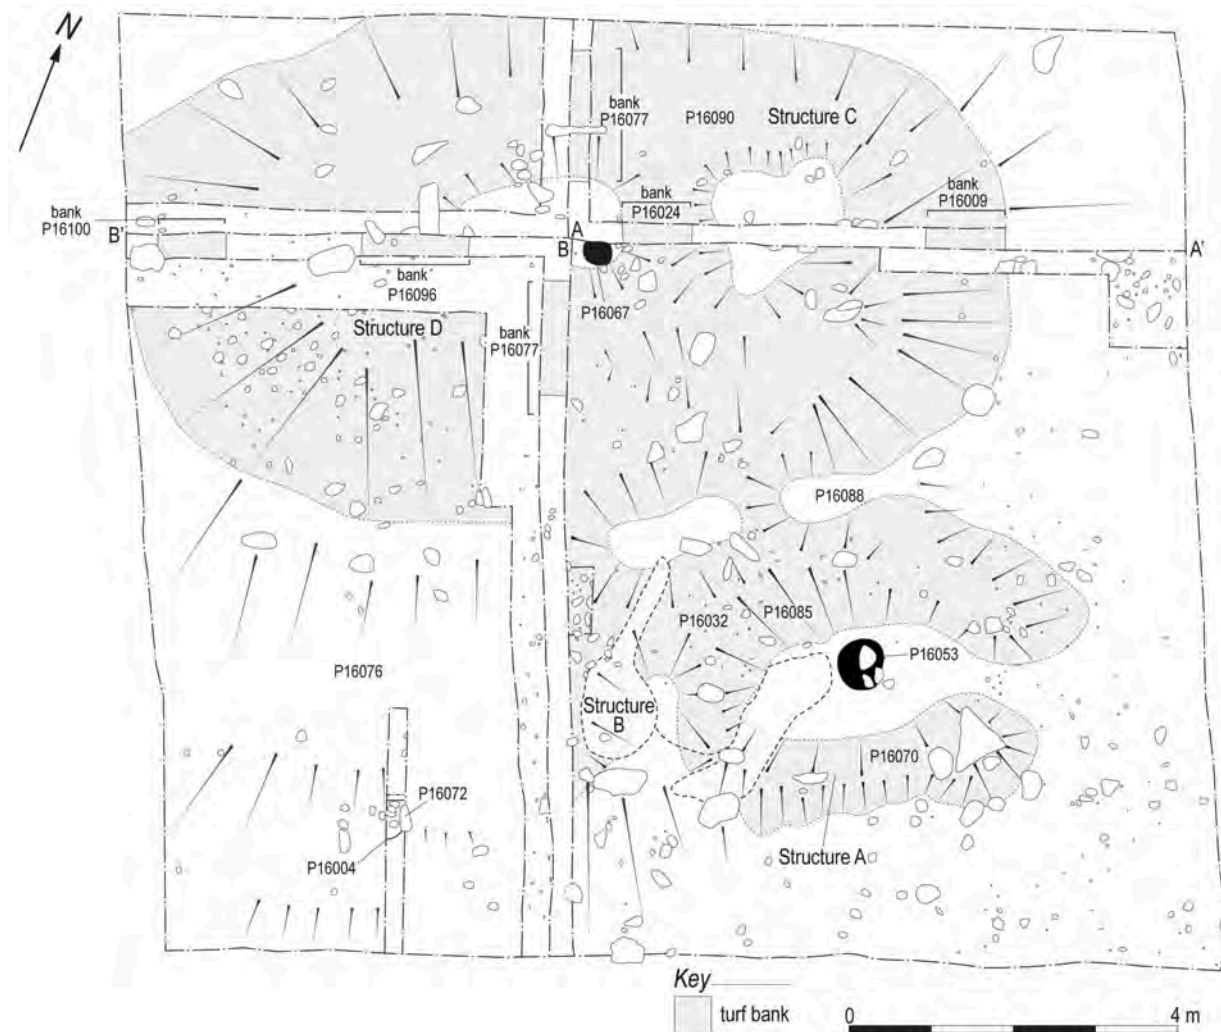 N
bank
P16077
P16090
Structure C
bank
P16024
bank
P16009
bank
P16100
B'
A
B
A'
bank
P16096
P16067
Structure D
bank
P16077
P16088
P16032
P16085
P16053
P16076
Structure
B
P16070
P16072
P16004
Structure A
Key
turf bank
0
4 m